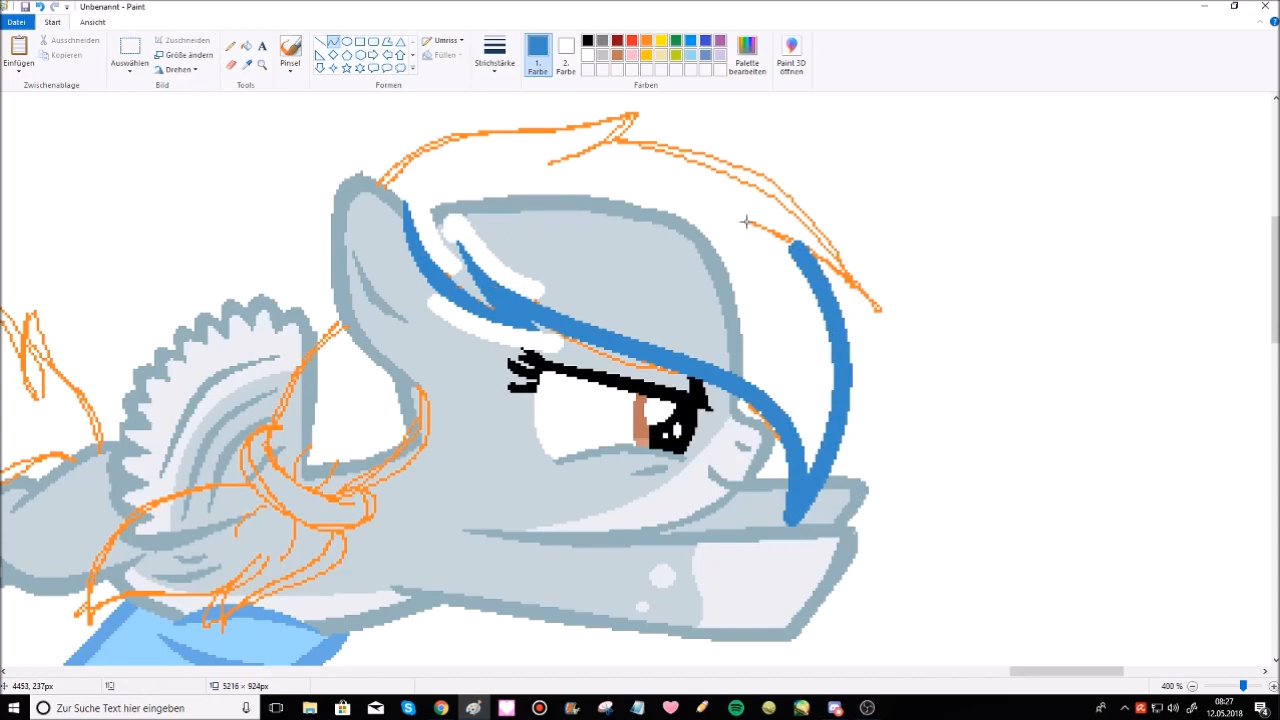 Unbenannt - Paint
Datei Start Ansicht
Einfügen
Ausschneiden
Kopieren
Zwischenablage
Auswählen
Zuschneiden
Größe ändern
Drehen
Bild
A
Tools
Pinsel
Umriss
Füllen
Formen
Strichstärke
1. Farbe
2. Farbe
Palette bearbeiten
Paint 3D öffnen
Farben
4453, 237px
5216 × 924px
400 %
Zur Suche Text hier eingeben
08:27
12.05.2018
4